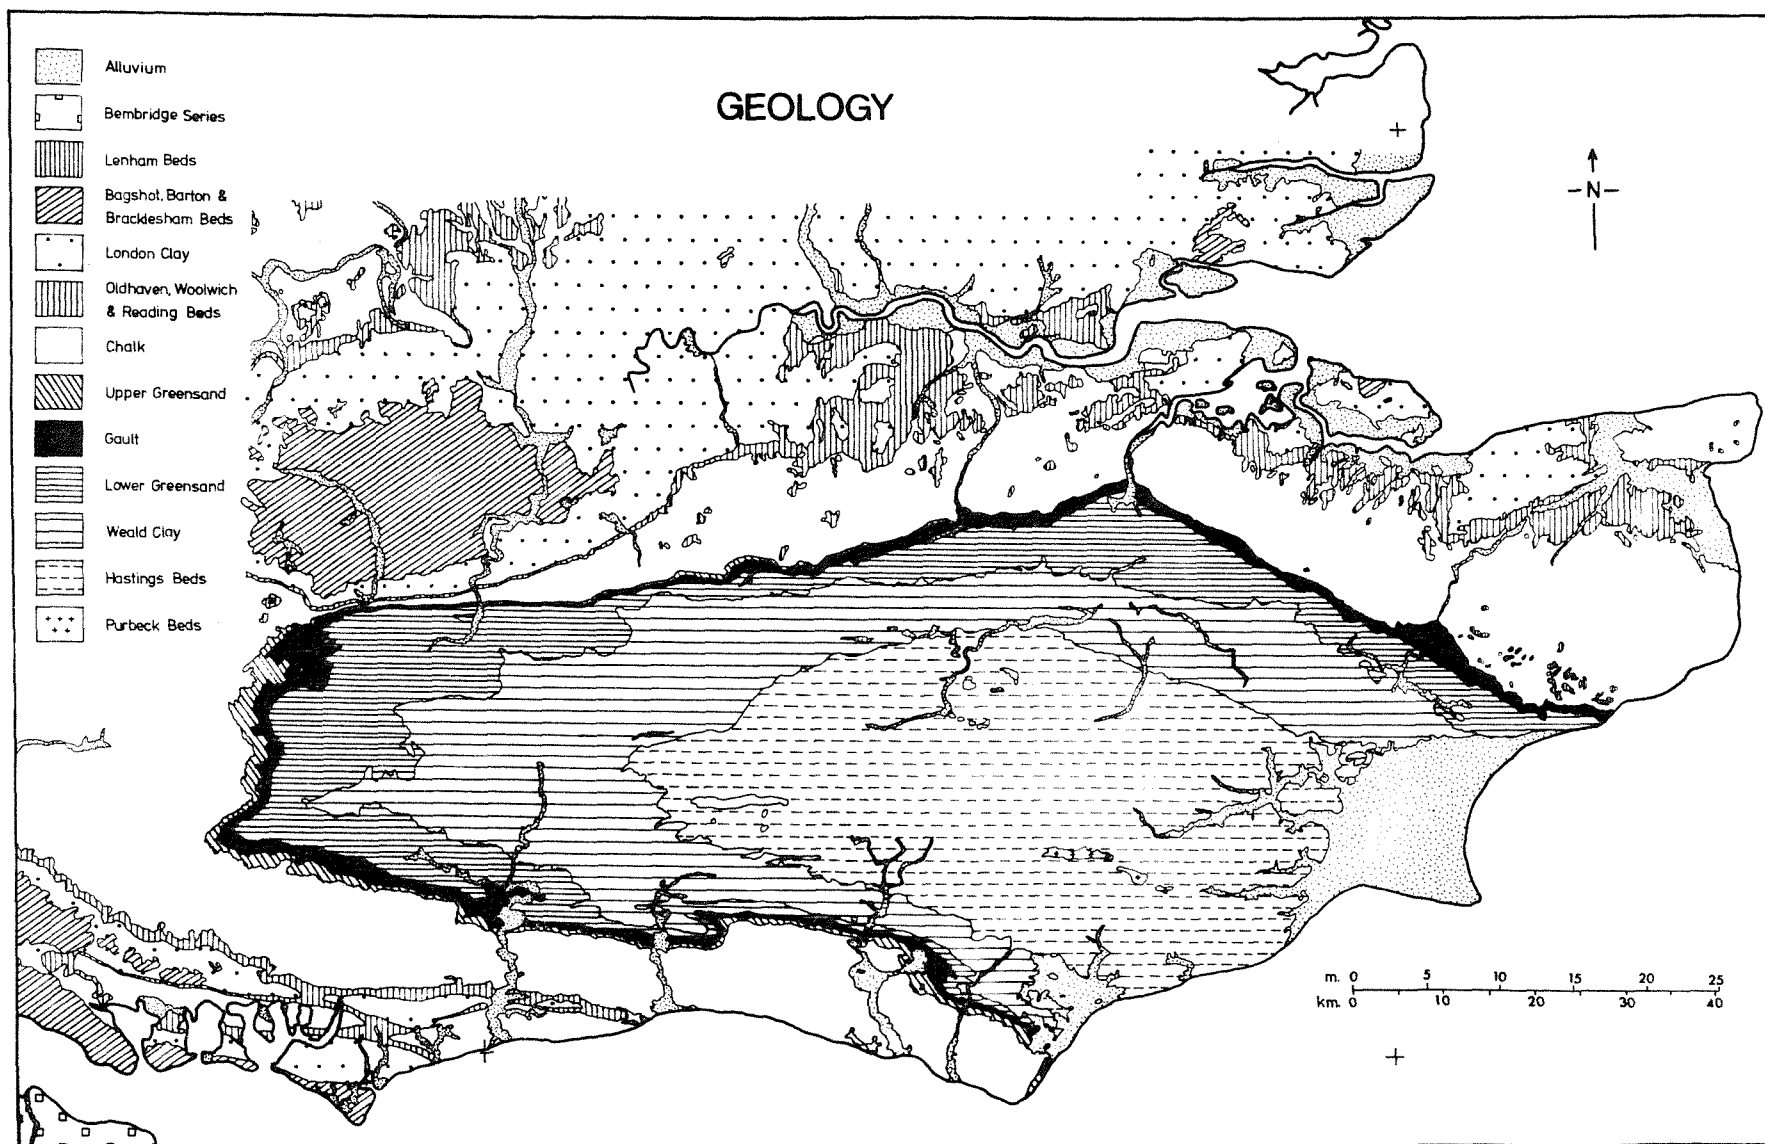 GEOLOGY
Alluvium
Bembridge Series
Lenham Beds
Bagshot, Barton &
Bracklesham Beds
London Clay
Oldhaven, Woolwich
& Reading Beds
Chalk
Upper Greensand
Gault
Lower Greensand
Weald Clay
Hastings Beds
Purbeck Beds
-N-
m. 0 5 10 15 20 25
km. 0 10 20 30 40